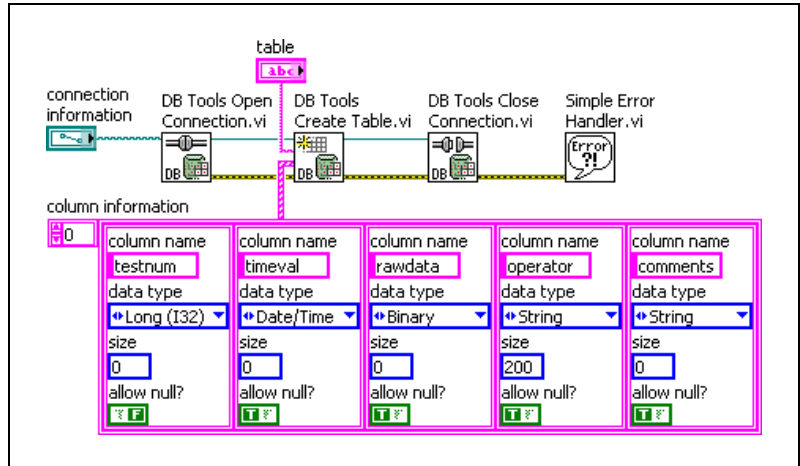 table
abc
connection
information
DB Tools Open
Connection.vi
DB Tools
Create Table.vi
DB Tools Close
Connection.vi
Simple Error
Handler.vi
DB
DB
DB
Error
?!
column information
0
column name
testnum
data type
Long (I32)
size
0
allow null?
F
column name
timeval
data type
Date/Time
size
0
allow null?
T
column name
rawdata
data type
Binary
size
0
allow null?
T
column name
operator
data type
String
size
200
allow null?
T
column name
comments
data type
String
size
0
allow null?
T